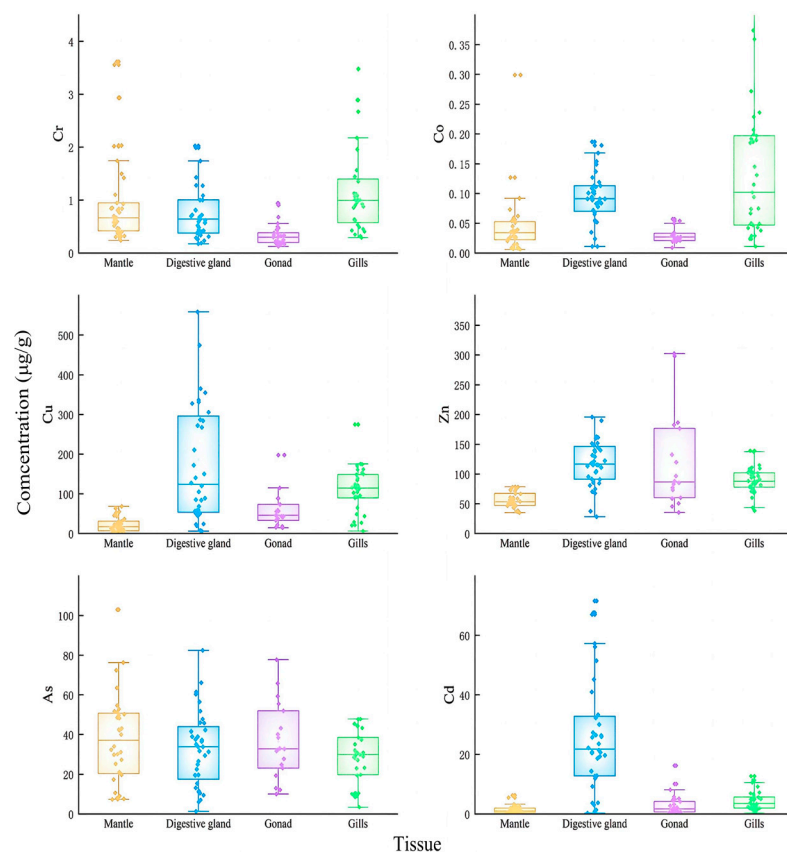 4
3
2
1
0
Cr
Mantle Digestive gland Gonad Gills
0.35
0.30
0.25
0.20
0.15
0.10
0.05
0.00
Co
Mantle Digestive gland Gonad Gills
500
400
300
200
100
0
Cu
Mantle Digestive gland Gonad Gills
350
300
250
200
150
100
50
0
Zn
Mantle Digestive gland Gonad Gills
100
80
60
40
20
0
As
Mantle Digestive gland Gonad Gills
80
60
40
20
0
Cd
Mantle Digestive gland Gonad Gills
Comcentration (μg/g)
Tissue